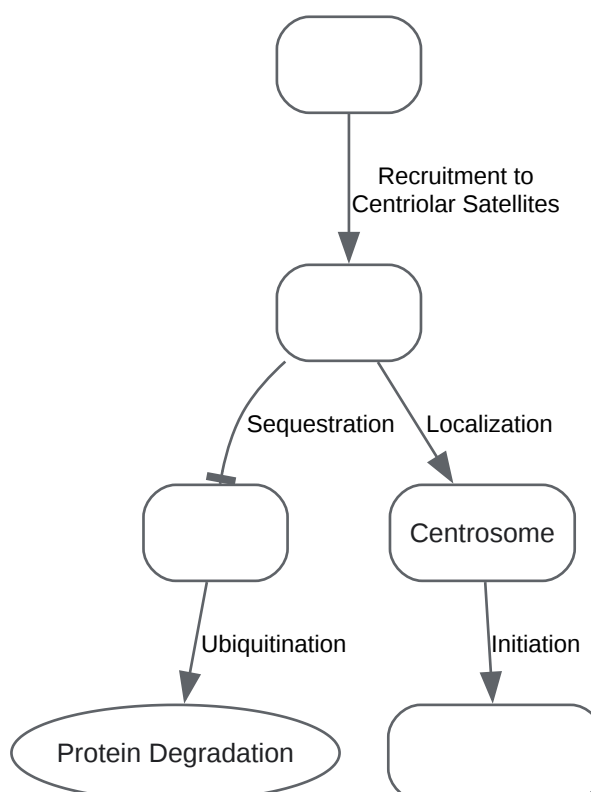 Recruitment to
Centriolar Satellites
Sequestration
Localization
Centrosome
Ubiquitination
Initiation
Protein Degradation